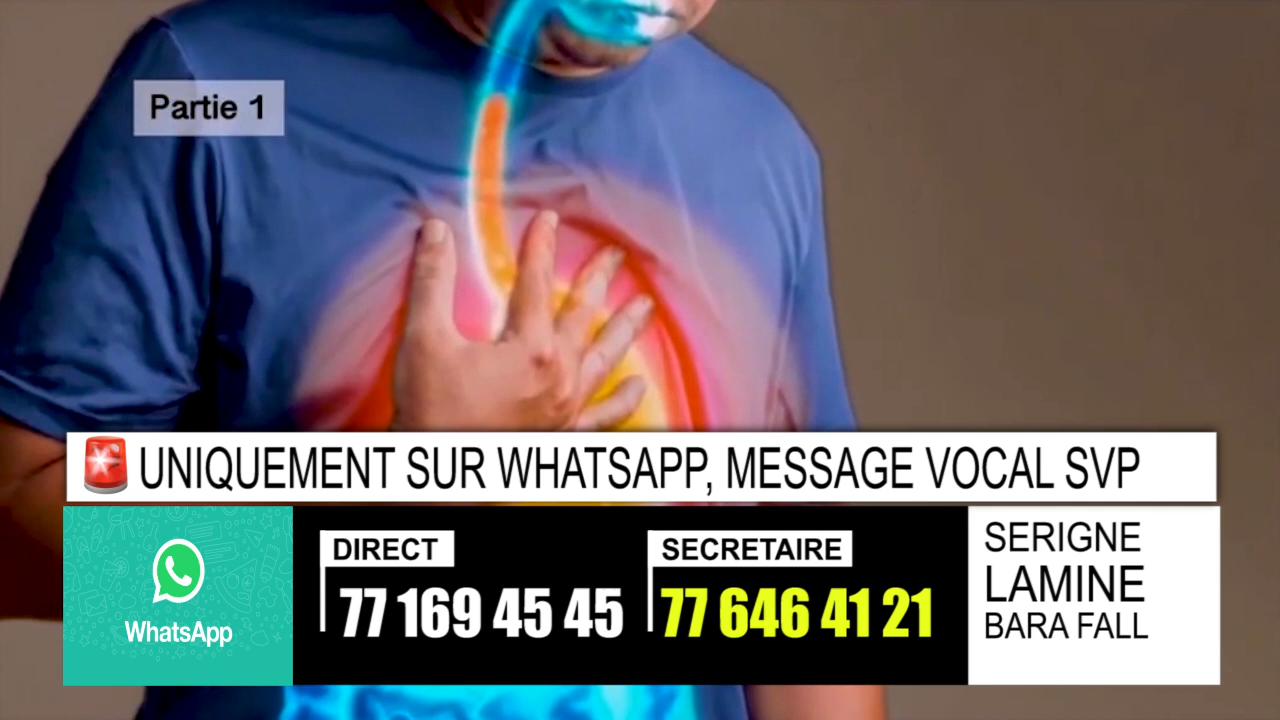 Partie 1
🚨UNIQUEMENT SUR WHATSAPP, MESSAGE VOCAL SVP
WhatsApp
DIRECT
77 169 45 45
SECRETAIRE
77 646 41 21
SERIGNE
LAMINE
BARA FALL